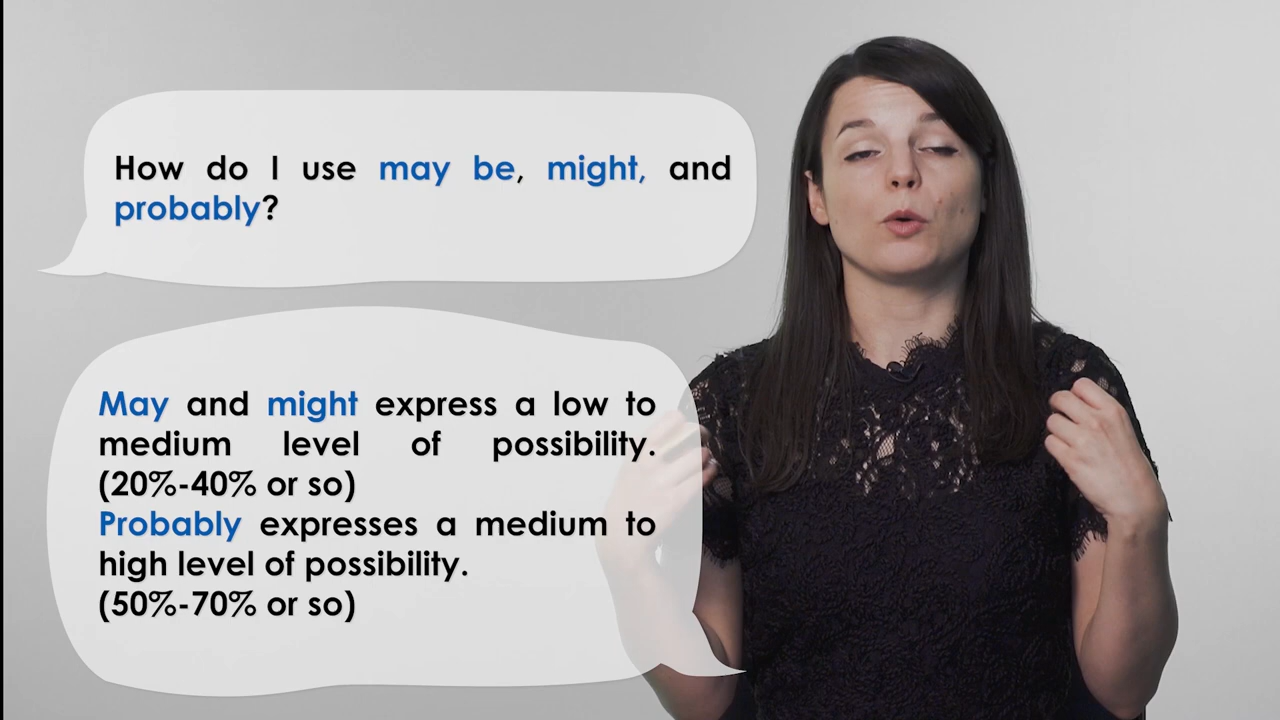 How do I use may be, might, and
probably?
May and might express a low to
medium level of possibility.
(20%-40% or so)
Probably expresses a medium to
high level of possibility.
(50%-70% or so)